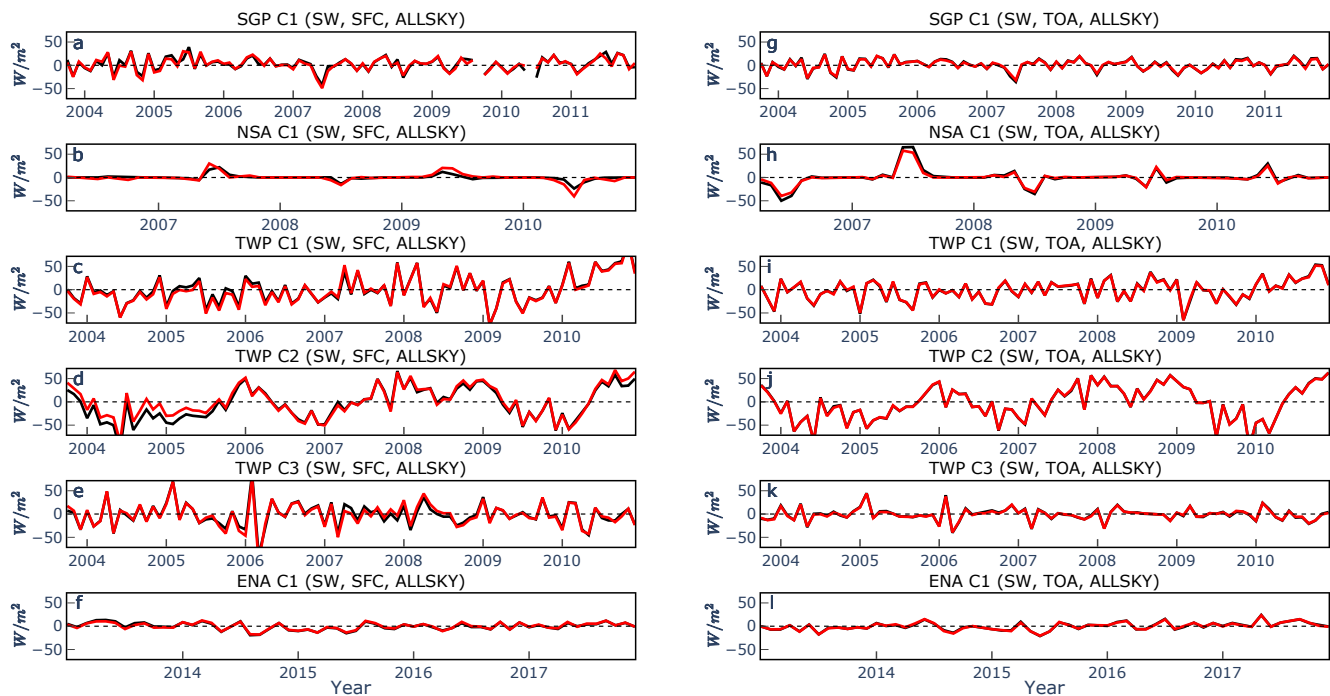 SGP C1 (SW, SFC, ALLSKY)
a
W/m²
50
0
−50
2004 2005 2006 2007 2008 2009 2010 2011
NSA C1 (SW, SFC, ALLSKY)
b
W/m²
50
0
−50
2007 2008 2009 2010
TWP C1 (SW, SFC, ALLSKY)
c
W/m²
50
0
−50
2004 2005 2006 2007 2008 2009 2010
TWP C2 (SW, SFC, ALLSKY)
d
W/m²
50
0
−50
2004 2005 2006 2007 2008 2009 2010
TWP C3 (SW, SFC, ALLSKY)
e
W/m²
50
0
−50
2004 2005 2006 2007 2008 2009 2010
ENA C1 (SW, SFC, ALLSKY)
f
W/m²
50
0
−50
2014 2015 2016 2017
Year
SGP C1 (SW, TOA, ALLSKY)
g
W/m²
50
0
−50
2004 2005 2006 2007 2008 2009 2010 2011
NSA C1 (SW, TOA, ALLSKY)
h
W/m²
50
0
−50
2007 2008 2009 2010
TWP C1 (SW, TOA, ALLSKY)
i
W/m²
50
0
−50
2004 2005 2006 2007 2008 2009 2010
TWP C2 (SW, TOA, ALLSKY)
j
W/m²
50
0
−50
2004 2005 2006 2007 2008 2009 2010
TWP C3 (SW, TOA, ALLSKY)
k
W/m²
50
0
−50
2004 2005 2006 2007 2008 2009 2010
ENA C1 (SW, TOA, ALLSKY)
l
W/m²
50
0
−50
2014 2015 2016 2017
Year